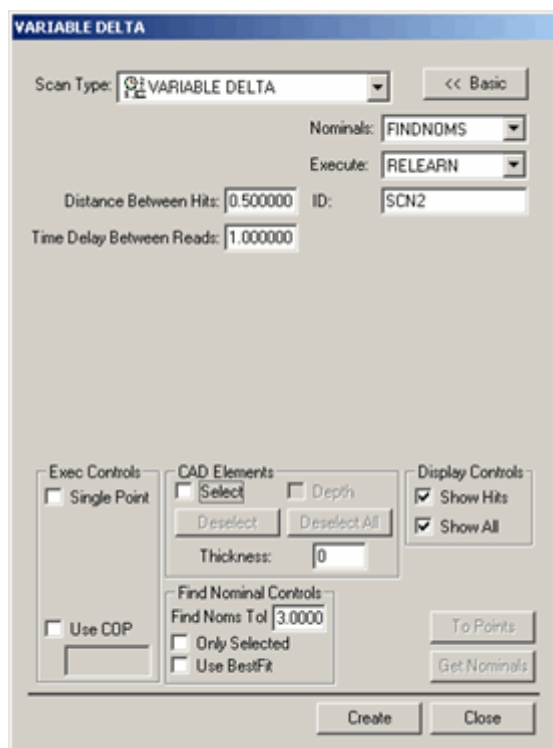 VARIABLE DELTA
Scan Type: VARIABLE DELTA << Basic
Nominals: FINDNOMS
Execute: RELEARN
Distance Between Hits: 0.500000 ID: SCN2
Time Delay Between Reads: 1.000000
Exec Controls CAD Elements Display Controls
Single Point Select Depth Show Hits
Deselect Deselect All Show All
Thickness: 0
Find Nominal Controls
Find Noms Tol 3.0000 To Points
Use COP Only Selected
Use BestFit Get Nominals
Create Close